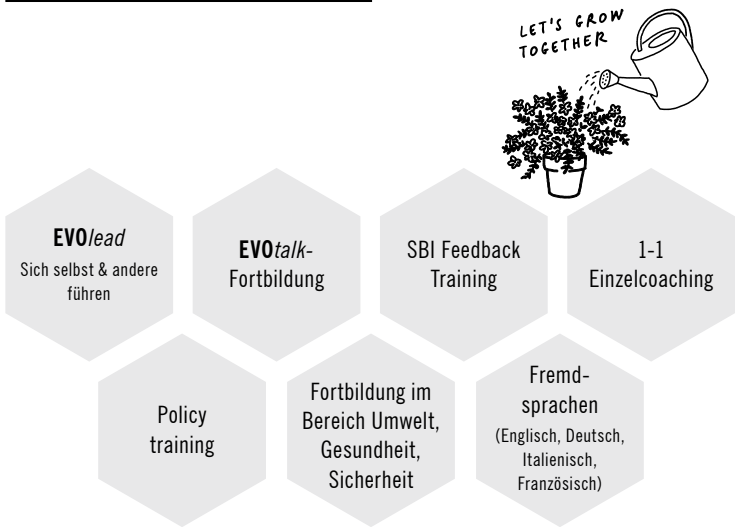 LET'S GROW
TOGETHER
EVOlead
Sich selbst & andere
führen
EVOtalk-
Fortbildung
SBI Feedback
Training
1-1
Einzelcoaching
Policy
training
Fortbildung im
Bereich Umwelt,
Gesundheit,
Sicherheit
Fremd-
sprachen
(Englisch, Deutsch,
Italienisch,
Französisch)